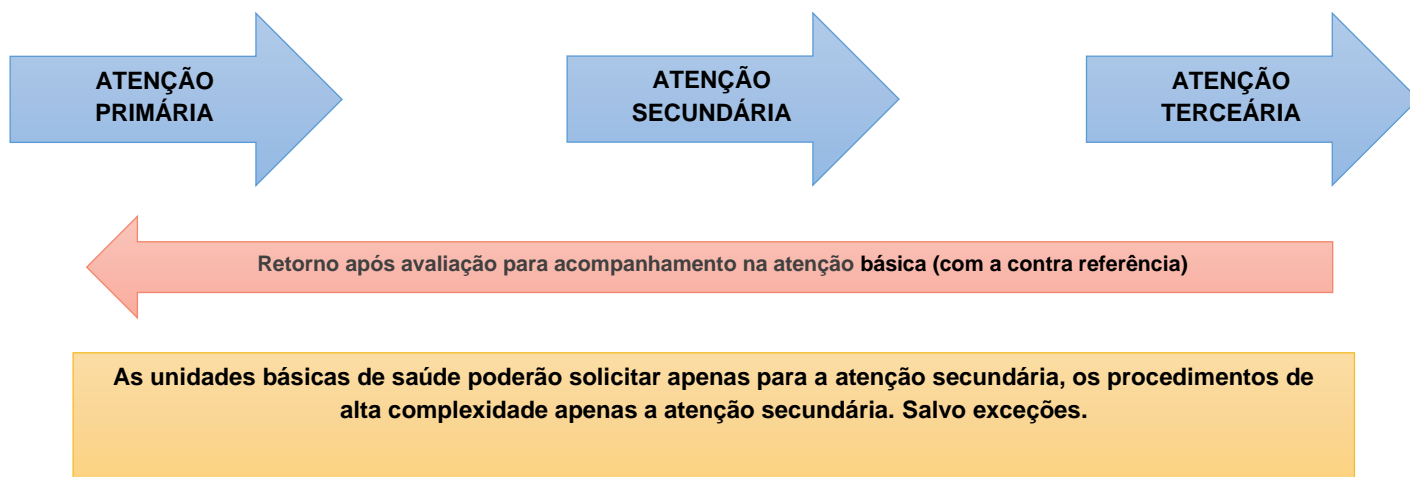 ATENÇÃO
PRIMÁRIA
ATENÇÃO
SECUNDÁRIA
ATENÇÃO
TERCEÁRIA
Retorno após avaliação para acompanhamento na atenção básica (com a contra referência)
As unidades básicas de saúde poderão solicitar apenas para a atenção secundária, os procedimentos de
alta complexidade apenas a atenção secundária. Salvo exceções.